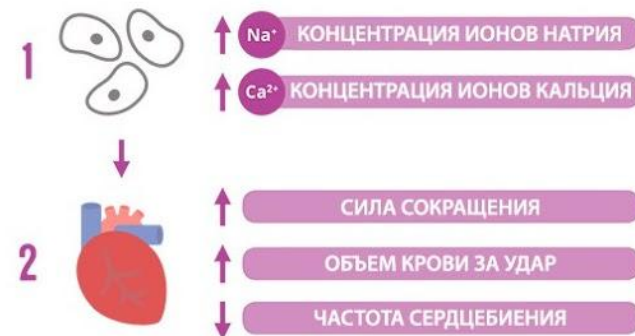 1
Na⁺ КОНЦЕНТРАЦИЯ ИОНОВ НАТРИЯ
Ca²⁺ КОНЦЕНТРАЦИЯ ИОНОВ КАЛЬЦИЯ
2
СИЛА СОКРАЩЕНИЯ
ОБЪЕМ КРОВИ ЗА УДАР
ЧАСТОТА СЕРДЦЕБИЕНИЯ